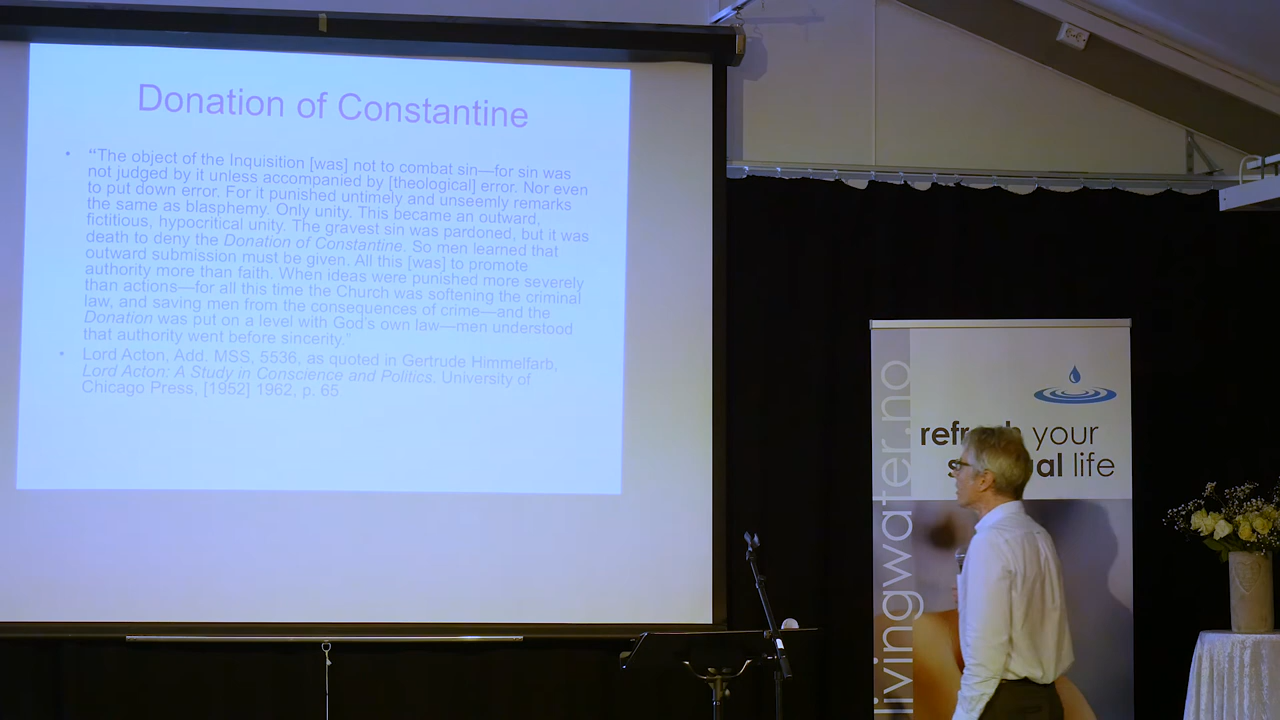 Donation of Constantine
• “The object of the Inquisition [was] not to combat sin—for sin was
not judged by it unless accompanied by [theological] error. Nor even
to put down error. For it punished untimely and unseemly remarks
the same as blasphemy. Only unity. This became an outward,
fictitious, hypocritical unity. The gravest sin was pardoned, but it was
death to deny the Donation of Constantine. So men learned that
outward submission must be given. All this [was] to promote
authority more than faith. When ideas were punished more severely
than actions—for all this time the Church was softening the criminal
law, and saving men from the consequences of crime—and the
Donation was put on a level with God’s own law—men understood
that authority went before sincerity.”
• Lord Acton, Add. MSS, 5536, as quoted in Gertrude Himmelfarb,
Lord Acton: A Study in Conscience and Politics. University of
Chicago Press, [1952] 1962, p. 65
livingwater.no
your
life